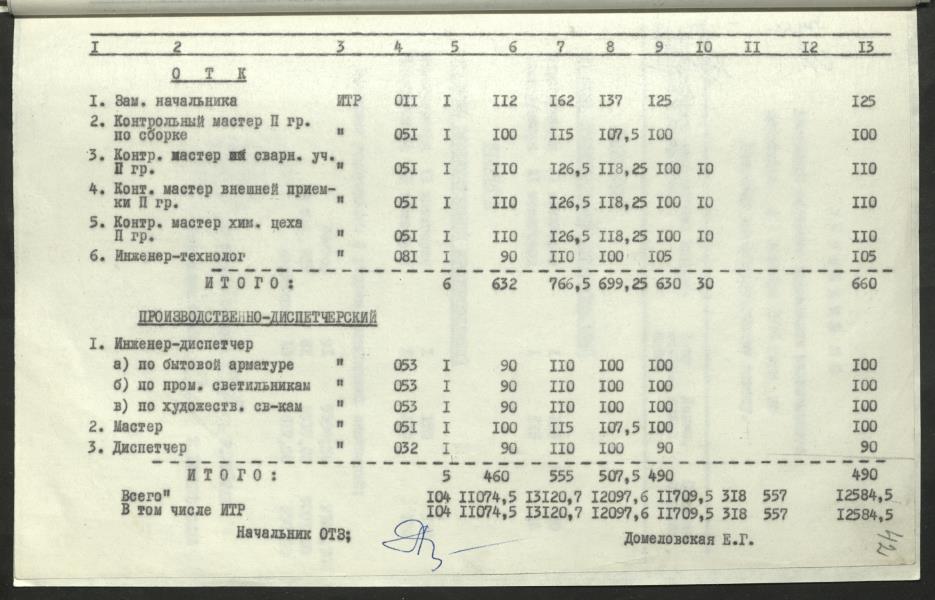 I 2 3 4 5 6 7 8 9 IO II I2 I3
О Т К
I. Зам. начальника ИТР OII I II2 I62 I37 I25 I25
2. Контрольный мастер П гр.
по сборке " 05I I I00 II5 I07,5 I00 I00
3. Контр. мастер сварн. уч.
П гр. " 05I I II0 I26,5 II8,25 I00 I0 II0
4. Конт. мастер внешней прием-
ки П гр. " 05I I II0 I26,5 II8,25 I00 I0 II0
5. Контр. мастер хим. цеха
П гр. " 05I I II0 I26,5 II8,25 I00 I0 II0
6. Инженер-технолог " 08I I 90 II0 I00 I05 I05
И Т О Г О : 6 632 766,5 699,25 630 30 660
ПРОИЗВОДСТВЕННО-ДИСПЕТЧЕРСКИЙ
I. Инженер-диспетчер
а) по бытовой арматуре " 053 I 90 II0 I00 I00 I00
б) по пром. светильникам " 053 I 90 II0 I00 I00 I00
в) по художеств. св-кам " 053 I 90 II0 I00 I00 I00
2. Мастер " 05I I I00 II5 I07,5 I00 I00
3. Диспетчер " 032 I 90 II0 I00 90 90
И Т О Г О : 5 460 555 507,5 490 490
Всего" I04 II074,5 I3I20,7 I2097,6 II709,5 3I8 557 I2584,5
В том числе ИТР I04 II074,5 I3I20,7 I2097,6 II709,5 3I8 557 I2584,5
Начальник ОТЗ; Домеловская Е.Г.
42